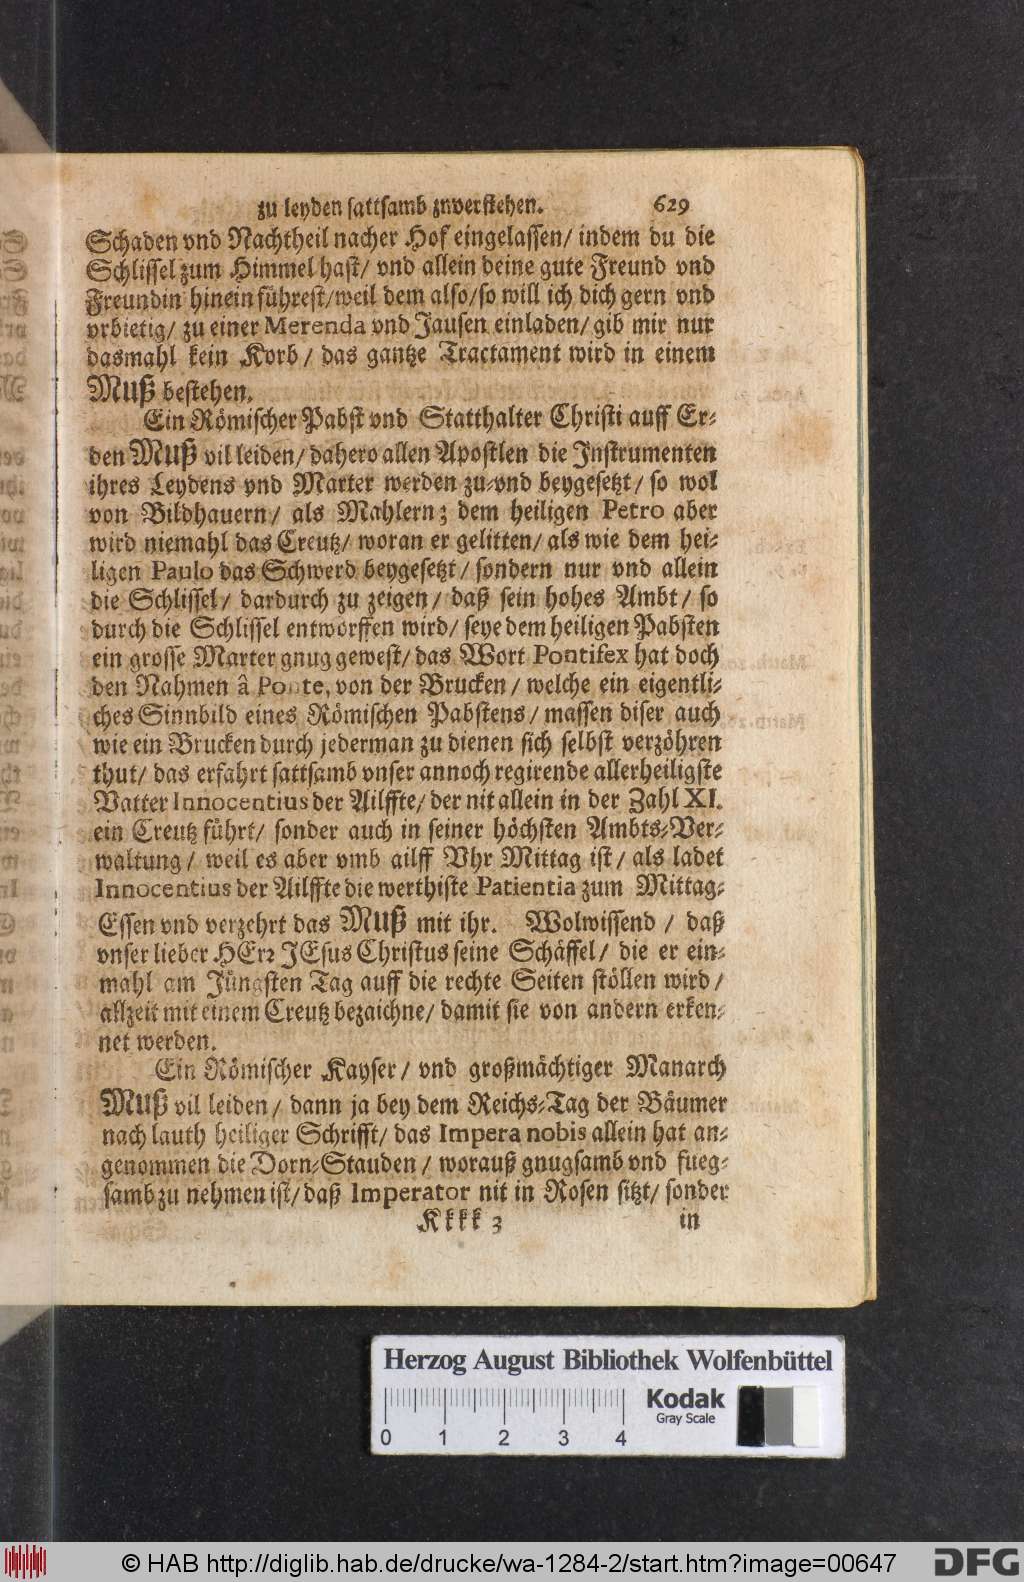 zu leyden sattsamb zuverstehen. 629
Schaden vnd Nachtheil nacher Hof eingelassen/ indem du die
Schlissel zum Himmel hast/ vnd allein deine gute Freund vnd
Freundin hinein führest/ weil dem also/ so will ich dich gern vnd
vrbietig/ zu einer Merenda vnd Jausen einladen/ gib mir nur
dasmahl kein Korb/ das gantze Tractament wird in einem
Muß bestehen.
Ein Römischer Pabst vnd Statthalter Christi auff Er-
den Muß vil leiden/ dahero allen Apostlen die Instrumenten
ihres Leydens vnd Marter werden zu-vnd beygesetzt/ so wol
von Bildhauern/ als Mahlern; dem heiligen Petro aber
wird niemahl das Creutz/ woran er gelitten/ als wie dem hei-
ligen Paulo das Schwerd beygesetzt/ sondern nur vnd allein
die Schlissel/ dardurch zu zeigen/ daß sein hohes Ambt/ so
durch die Schlissel entworffen wird/ seye dem heiligen Pabsten
ein grosse Marter gnug gewest/ das Wort Pontifex hat doch
den Nahmen â Ponte, von der Brucken/ welche ein eigentli-
ches Sinnbild eines Römischen Pabstens/ massen diser auch
wie ein Brucken durch jederman zu dienen sich selbst verzöhren
thut/ das erfahrt sattsamb vnser annoch regirende allerheiligste
Vatter Innocentius der Ailffte/ der nit allein in der Zahl XI.
ein Creutz führt/ sonder auch in seiner höchsten Ambts-Ver-
waltung/ weil es aber vmb ailff Vhr Mittag ist/ als ladet
Innocentius der Ailffte die werthiste Patientia zum Mittag-
Essen vnd verzehrt das Muß mit ihr. Wolwissend/ daß
vnser lieber HErr JEsus Christus seine Schäffel/ die er ein-
mahl am Jüngsten Tag auff die rechte Seiten stöllen wird/
allzeit mit einem Creutz bezaichne/ damit sie von andern erken-
net werden.
Ein Römischer Kayser/ vnd großmächtiger Manarch
Muß vil leiden/ dann ja bey dem Reichs-Tag der Bäumer
nach lauth heiliger Schrifft/ das Impera nobis allein hat an-
genommen die Dorn-Stauden/ worauß gnugsamb vnd fueg-
samb zu nehmen ist/ daß Imperator nit in Rosen sitzt/ sonder
Kkkk 3 in
Herzog August Bibliothek Wolfenbüttel
Kodak
Gray Scale
0 1 2 3 4
© HAB http://diglib.hab.de/drucke/wa-1284-2/start.htm?image=00647
DFG